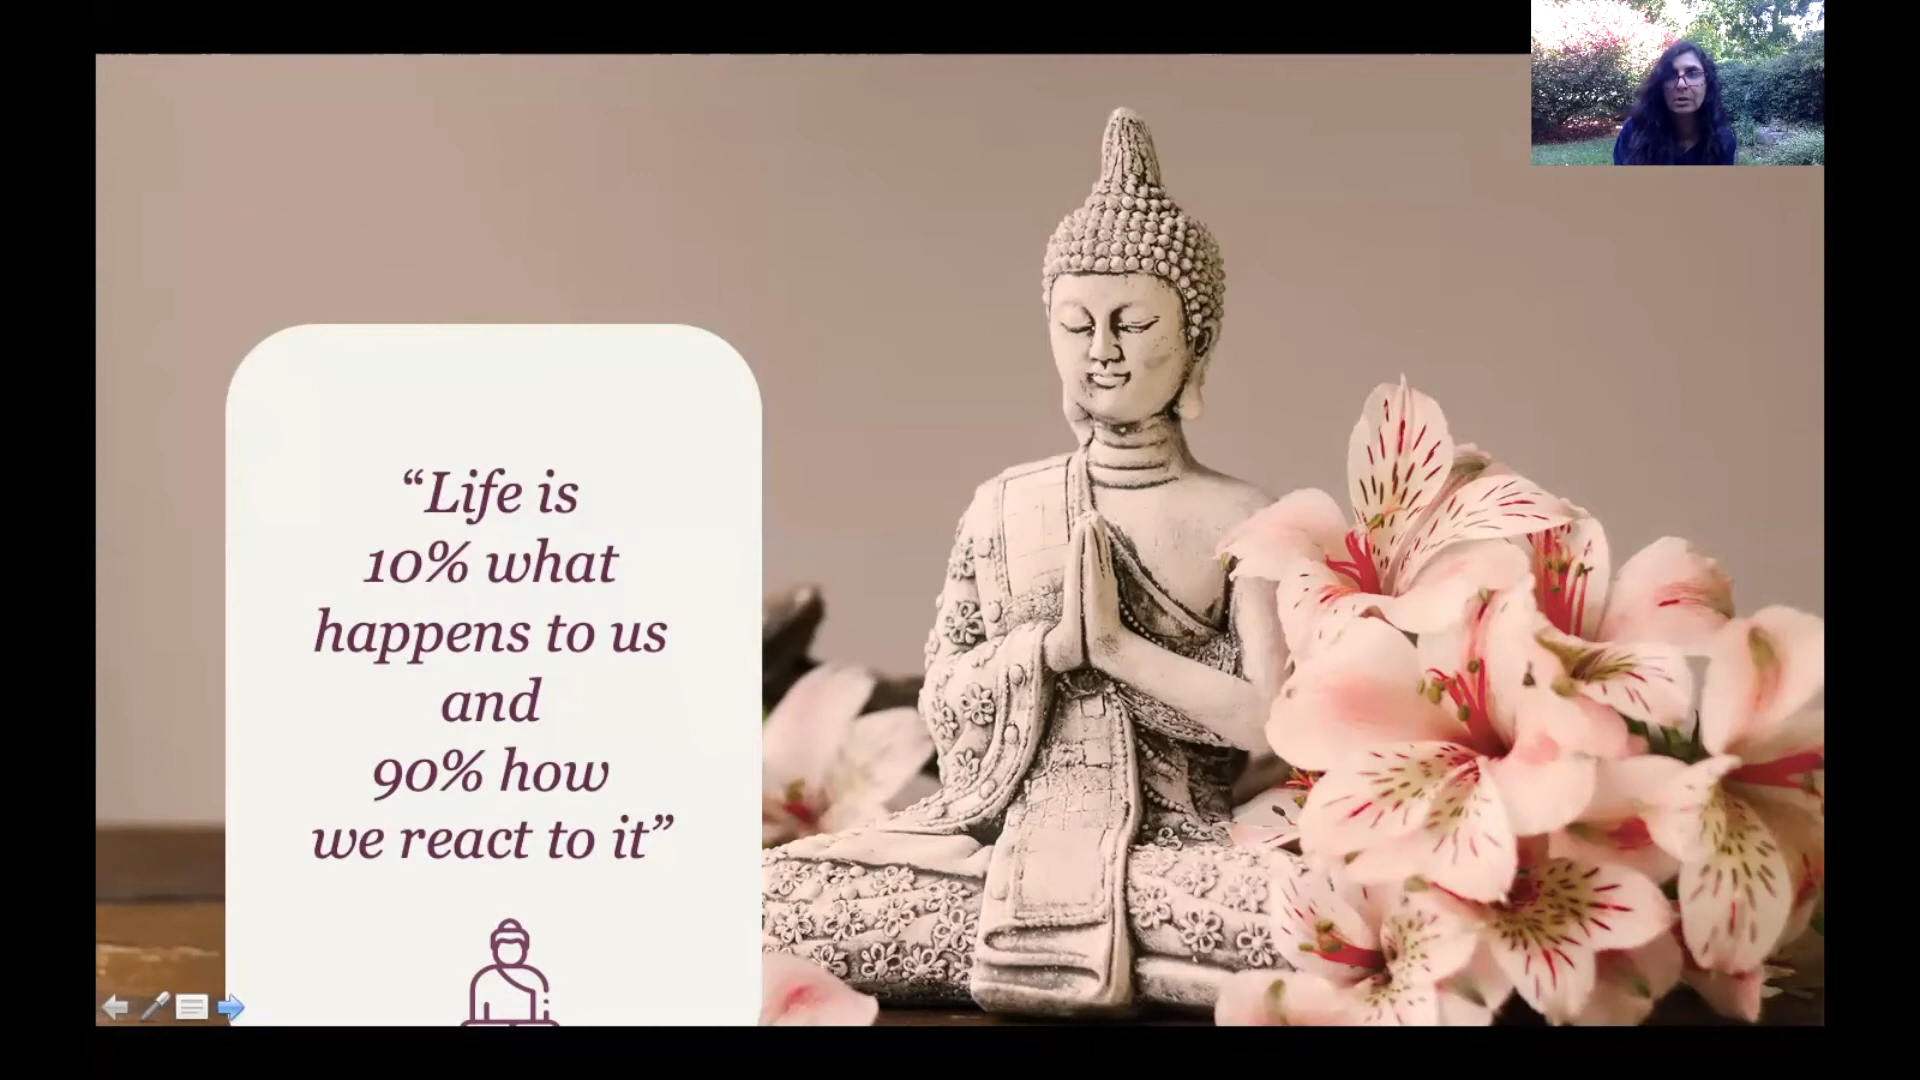 “Life is
10% what
happens to us
and
90% how
we react to it”